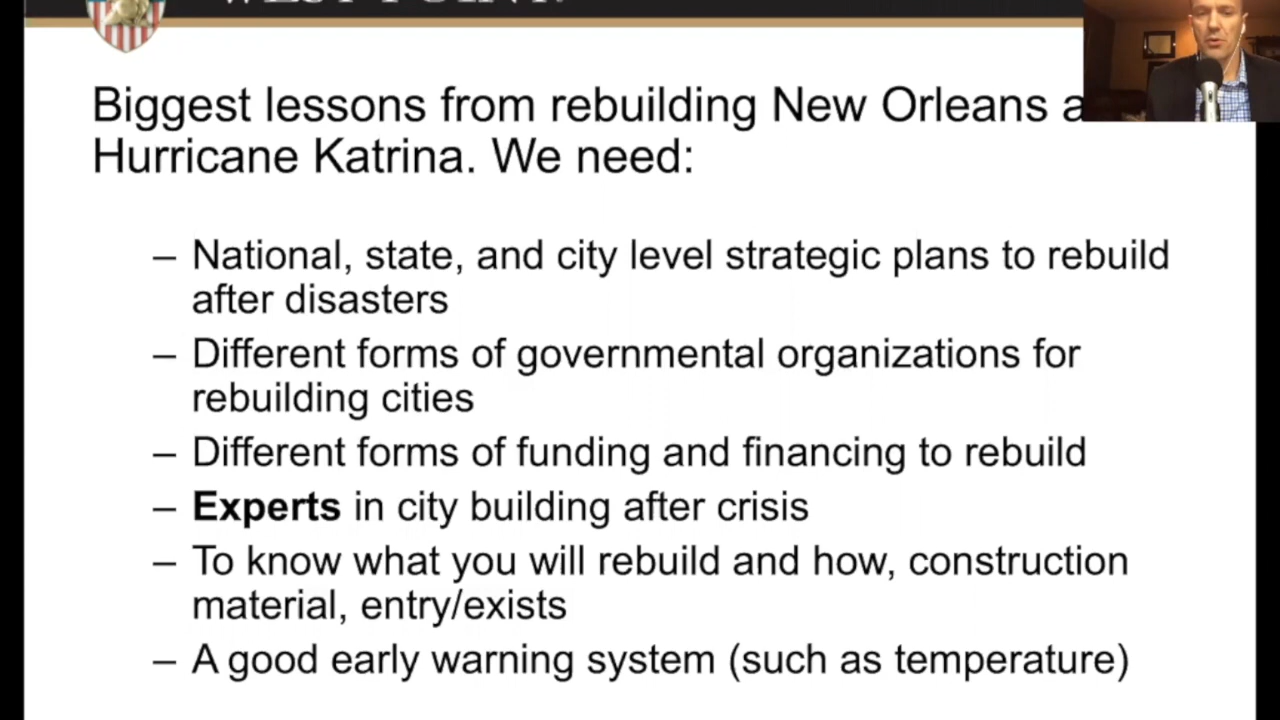 WEST POINT.
Biggest lessons from rebuilding New Orleans a
Hurricane Katrina. We need:
– National, state, and city level strategic plans to rebuild
after disasters
– Different forms of governmental organizations for
rebuilding cities
– Different forms of funding and financing to rebuild
– Experts in city building after crisis
– To know what you will rebuild and how, construction
material, entry/exists
– A good early warning system (such as temperature)